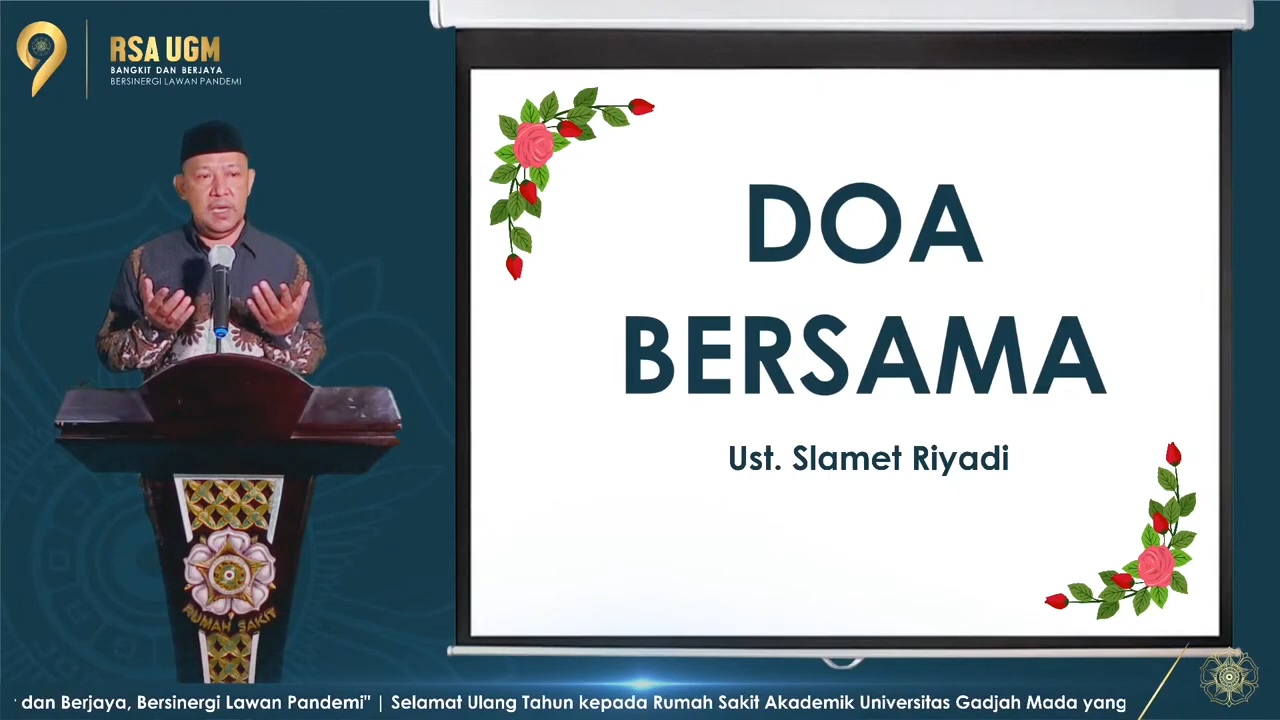 RSA UGM
BANGKIT DAN BERJAYA
BERSINERGI LAWAN PANDEMI
DOA
BERSAMA
Ust. Slamet Riyadi
RUMAH SAKIT
dan Berjaya, Bersinergi Lawan Pandemi" | Selamat Ulang Tahun kepada Rumah Sakit Akademik Universitas Gadjah Mada yang